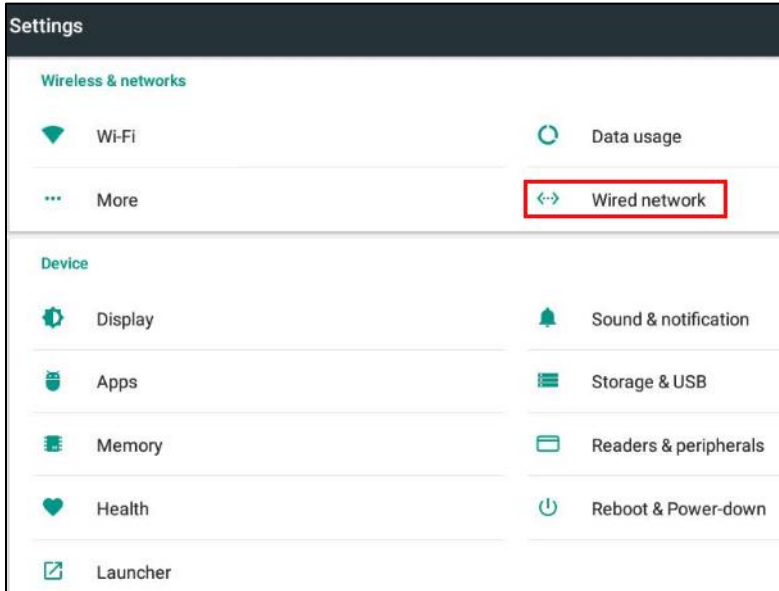 Settings
Wireless & networks
Wi-Fi
Data usage
More
Wired network
Device
Display
Sound & notification
Apps
Storage & USB
Memory
Readers & peripherals
Health
Reboot & Power-down
Launcher